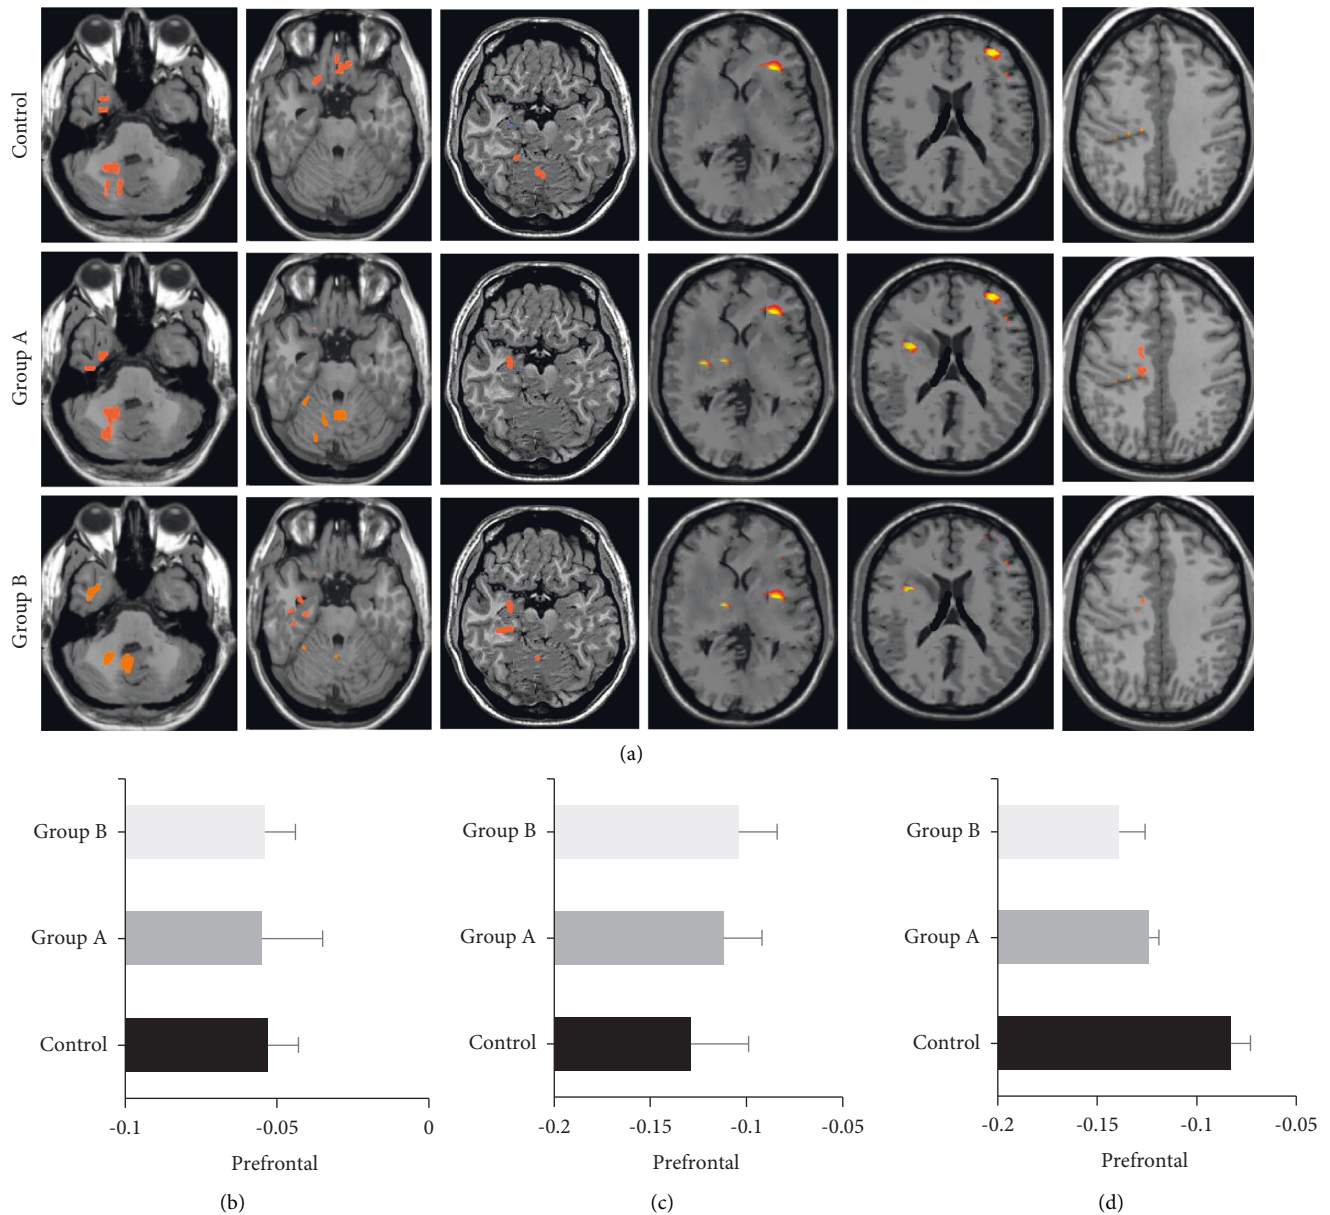 Control
Group A
Group B
(a)
Group B
Group A
Control
-0.1 -0.05 0
Prefrontal
(b)
Group B
Group A
Control
-0.2 -0.15 -0.1 -0.05
Prefrontal
(c)
Group B
Group A
Control
-0.2 -0.15 -0.1 -0.05
Prefrontal
(d)